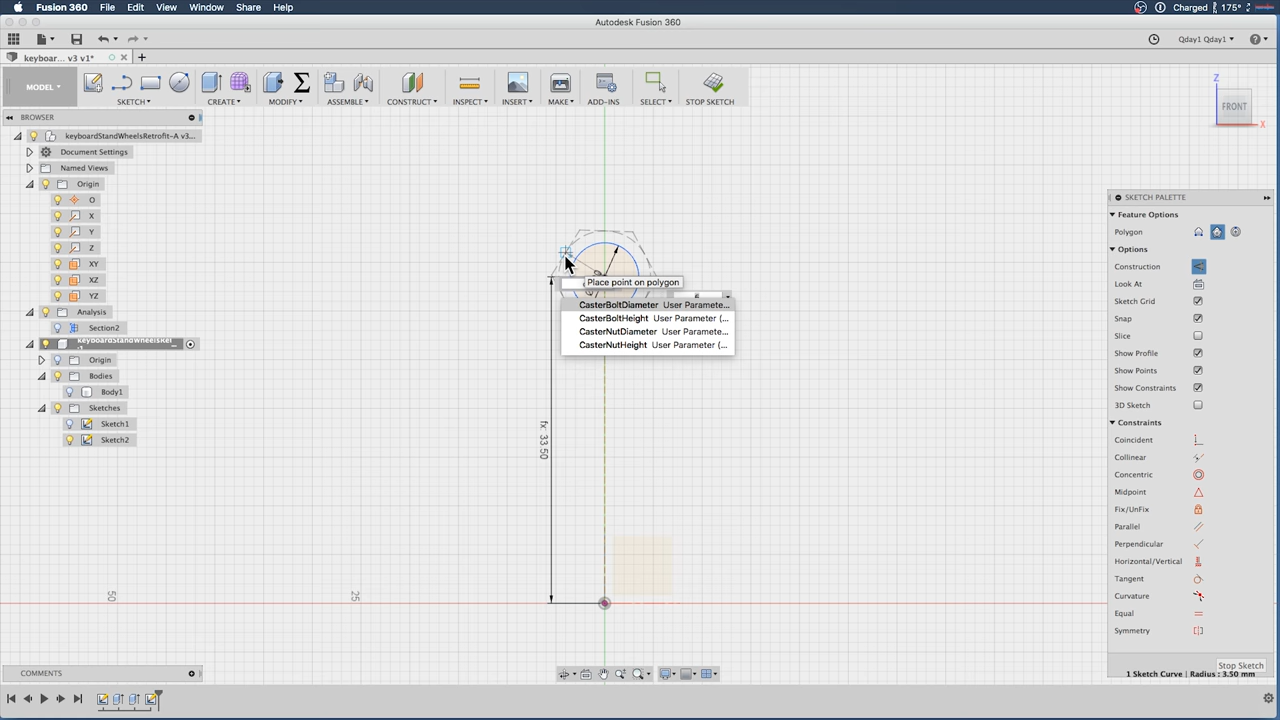 Fusion 360 File Edit View Window Share Help Charged 175°
Autodesk Fusion 360
Qday1 Qday1
keyboar... v3 v1*
MODEL
SKETCH CREATE MODIFY ASSEMBLE CONSTRUCT INSPECT INSERT MAKE ADD-INS SELECT STOP SKETCH
BROWSER
keyboardStandWheelsRetrofit-A v3...
Document Settings
Named Views
Origin
O
X
Y
Z
XY
XZ
YZ
Analysis
Section2
keyboardStandWheelsRet...
Origin
Bodies
Body1
Sketches
Sketch1
Sketch2
COMMENTS
Z
FRONT
X
Place point on polygon
6
CasterBoltDiameter User Paramete...
CasterBoltHeight User Parameter (...
CasterNutDiameter User Paramete...
CasterNutHeight User Parameter (...
fx: 33.50
50
25
SKETCH PALETTE
Feature Options
Polygon
Options
Construction
Look At
Sketch Grid
Snap
Slice
Show Profile
Show Points
Show Constraints
3D Sketch
Constraints
Coincident
Collinear
Concentric
Midpoint
Fix/UnFix
Parallel
Perpendicular
Horizontal/Vertical
Tangent
Curvature
Equal
Symmetry
Stop Sketch
1 Sketch Curve | Radius : 3.50 mm